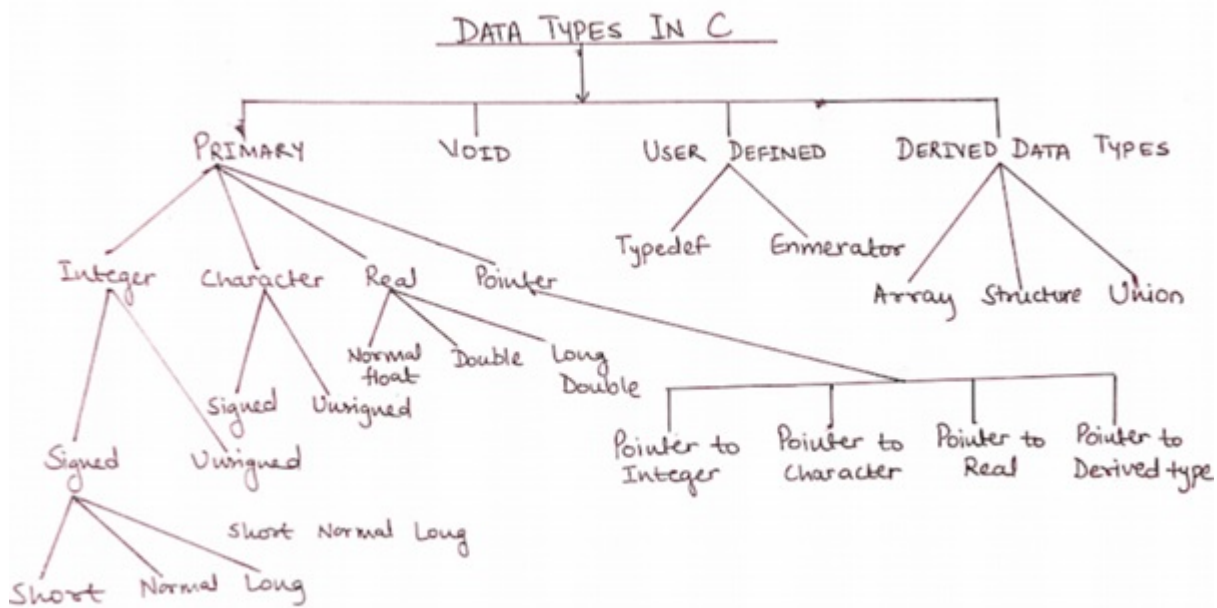 DATA TYPES IN C
PRIMARY VOID USER DEFINED DERIVED DATA TYPES
Typedef Enmerator
Integer Character Real Pointer
Array Structure Union
Normal float Double Long Double
Signed Unsigned
Signed Unsigned
Pointer to Integer
Pointer to Character
Pointer to Real
Pointer to Derived type
Short Normal Long
Short Normal Long